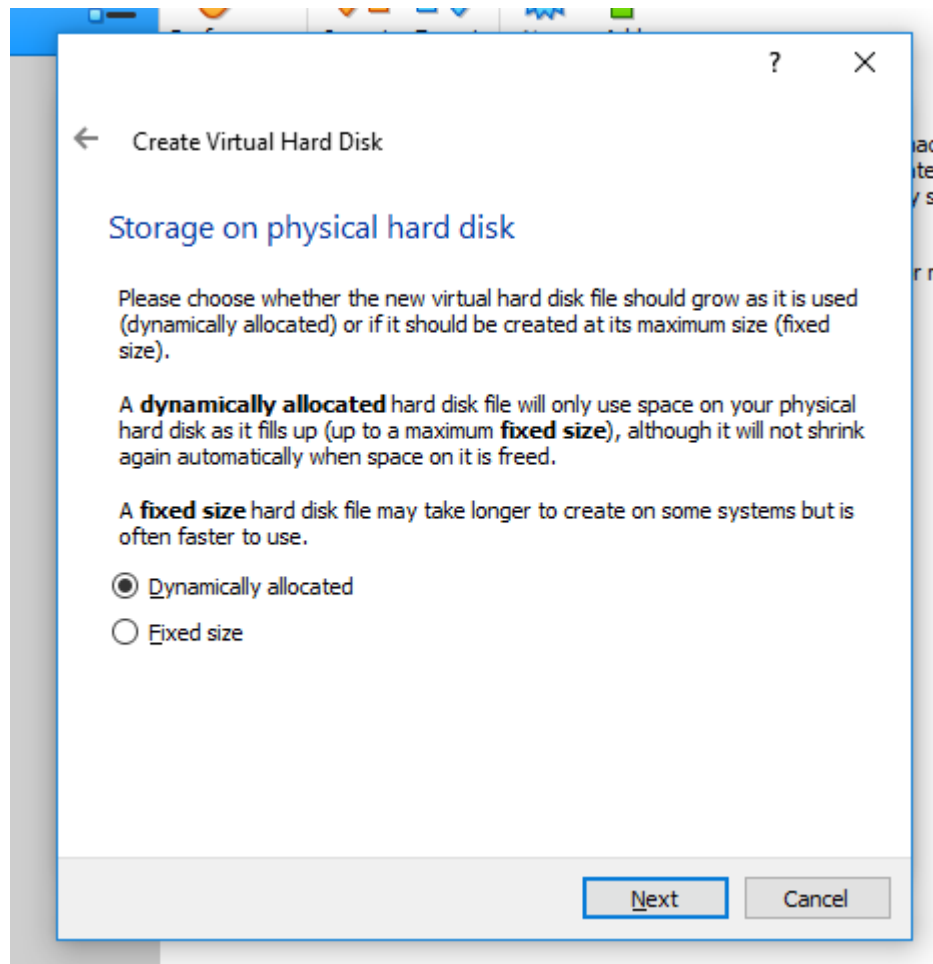 ?
Create Virtual Hard Disk
Storage on physical hard disk
Please choose whether the new virtual hard disk file should grow as it is used
(dynamically allocated) or if it should be created at its maximum size (fixed
size).
A dynamically allocated hard disk file will only use space on your physical
hard disk as it fills up (up to a maximum fixed size), although it will not shrink
again automatically when space on it is freed.
A fixed size hard disk file may take longer to create on some systems but is
often faster to use.
Dynamically allocated
Fixed size
Next Cancel